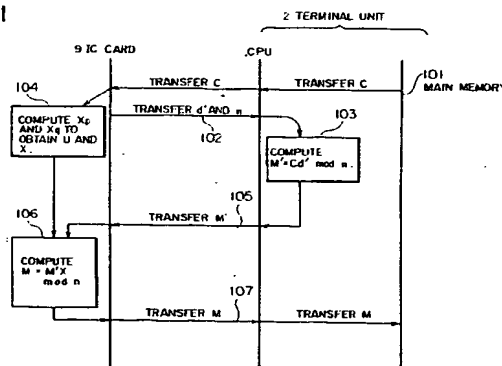 1
2 TERMINAL UNIT
9 IC CARD
CPU
TRANSFER C
TRANSFER C
101
MAIN MEMORY
104
COMPUTE Xp
AND Xq TO
OBTAIN U AND
X.
TRANSFER d' AND n
102
103
COMPUTE
M'=Cd' mod n.
105
TRANSFER M'
106
COMPUTE
M = M'X
mod n
107
TRANSFER M
TRANSFER M